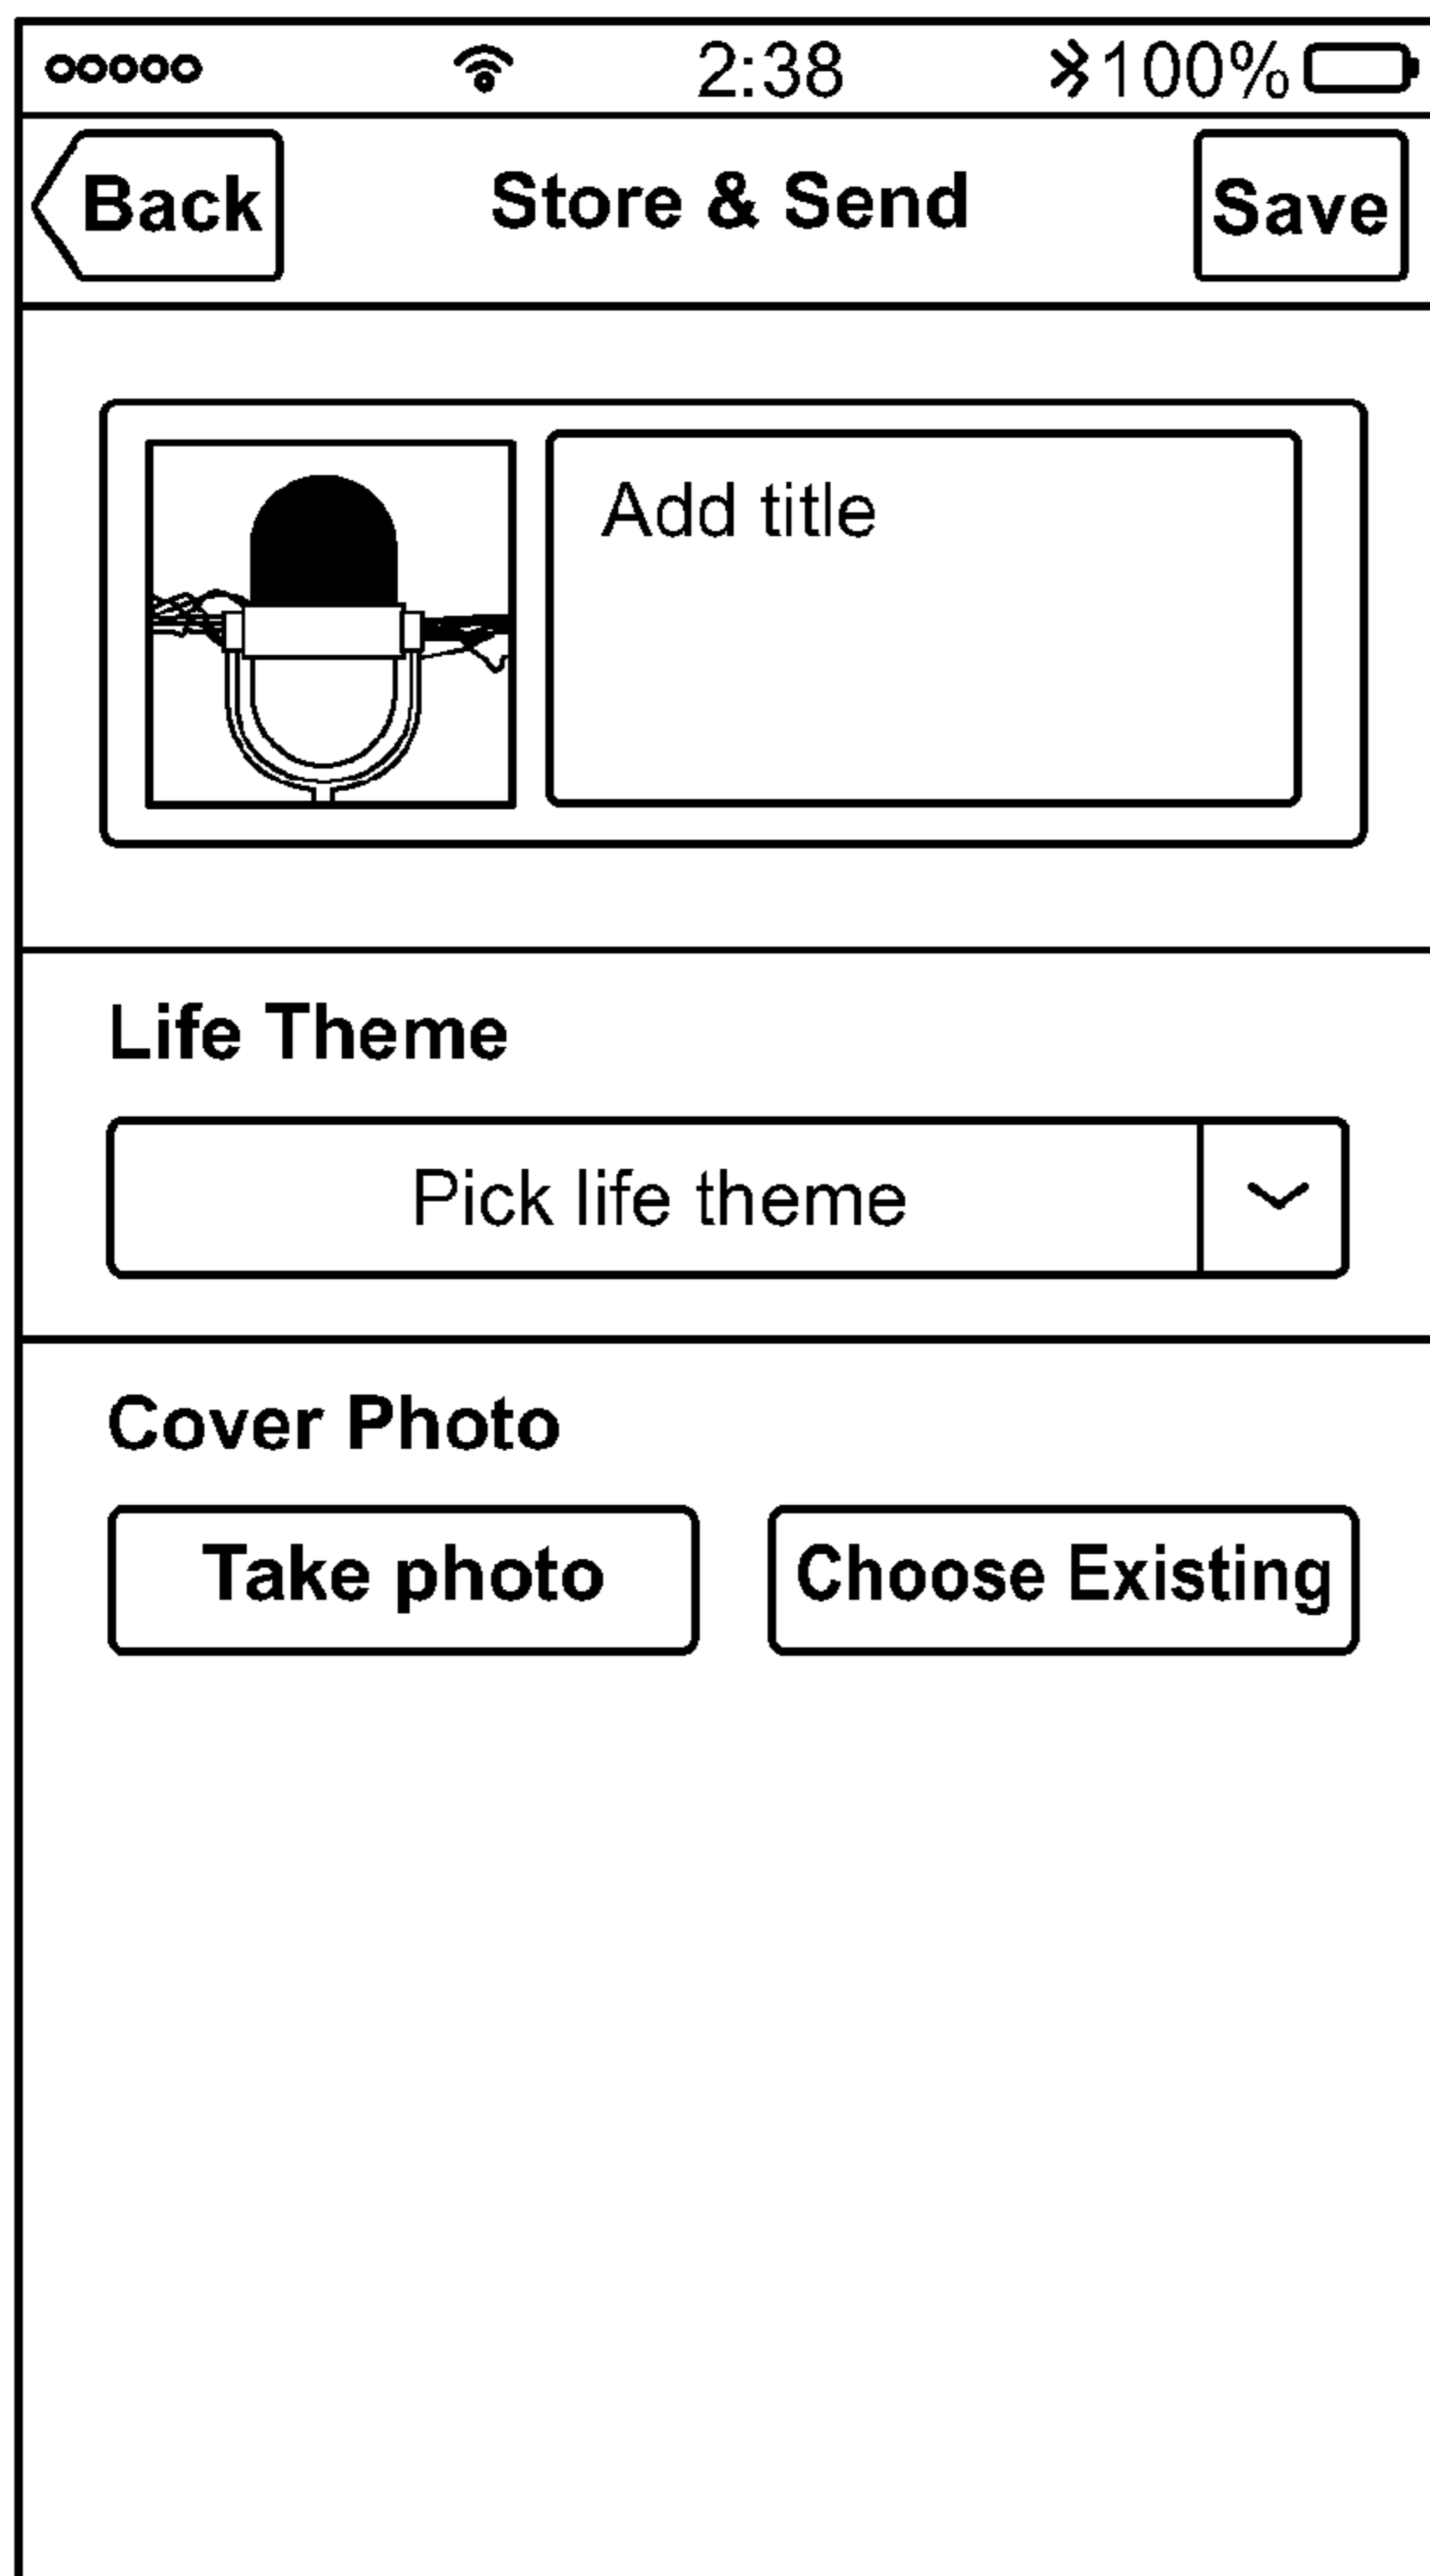 2:38 100%
Back Store & Send Save
Add title
Life Theme
Pick life theme
Cover Photo
Take photo Choose Existing